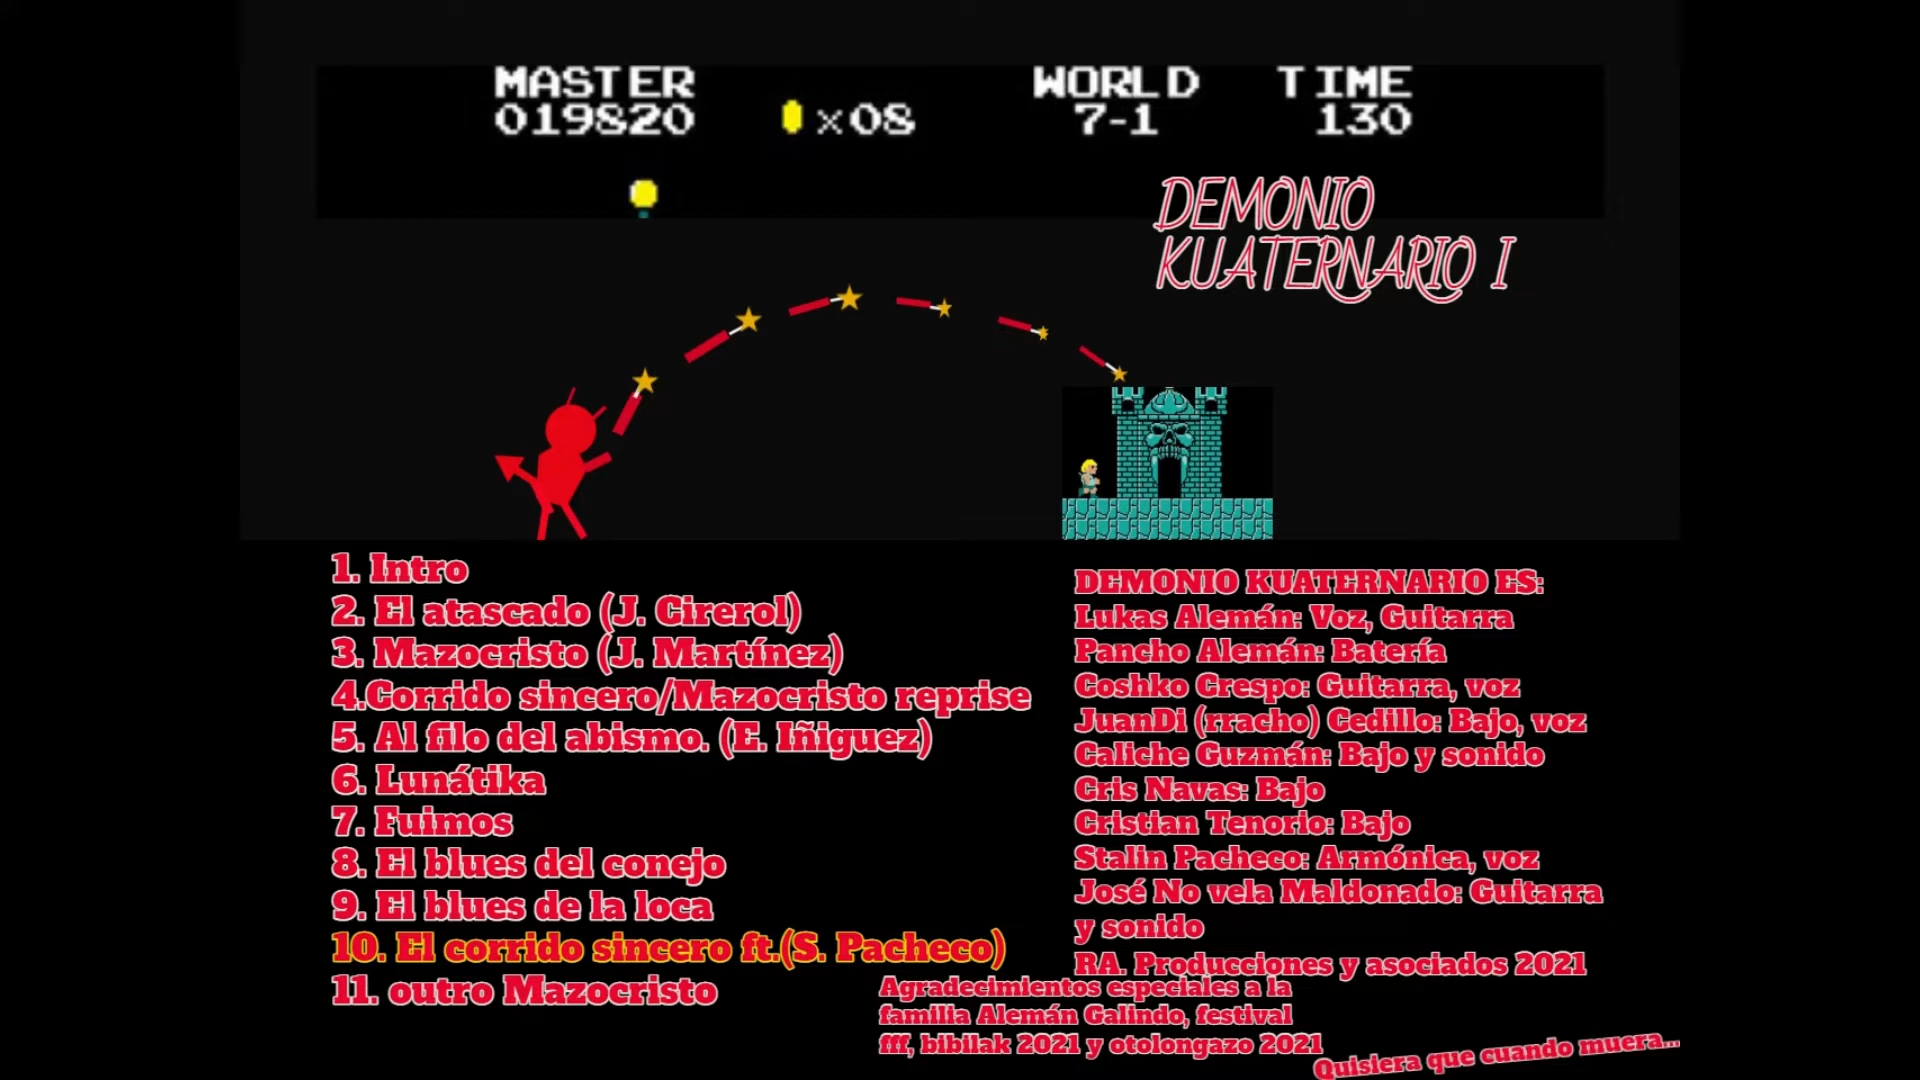 MASTER
019820
×08
WORLD
7-1
TIME
130
DEMONIO
KUATERNARIO I
1. Intro
2. El atascado (J. Cirerol)
3. Mazocristo (J. Martínez)
4.Corrido sincero/Mazocristo reprise
5. Al filo del abismo. (E. Iñiguez)
6. Lunátika
7. Fuimos
8. El blues del conejo
9. El blues de la loca
10. El corrido sincero ft.(S. Pacheco)
11. outro Mazocristo
DEMONIO KUATERNARIO ES:
Lukas Alemán: Voz, Guitarra
Pancho Alemán: Batería
Coshko Crespo: Guitarra, voz
JuanDi (rracho) Cedillo: Bajo, voz
Caliche Guzmán: Bajo y sonido
Cris Navas: Bajo
Cristian Tenorio: Bajo
Stalin Pacheco: Armónica, voz
José No vela Maldonado: Guitarra
y sonido
RA. Producciones y asociados 2021
Agradecimientos especiales a la
familia Alemán Galindo, festival
fff, bibilak 2021 y otolongazo 2021
Quisiera que cuando muera...